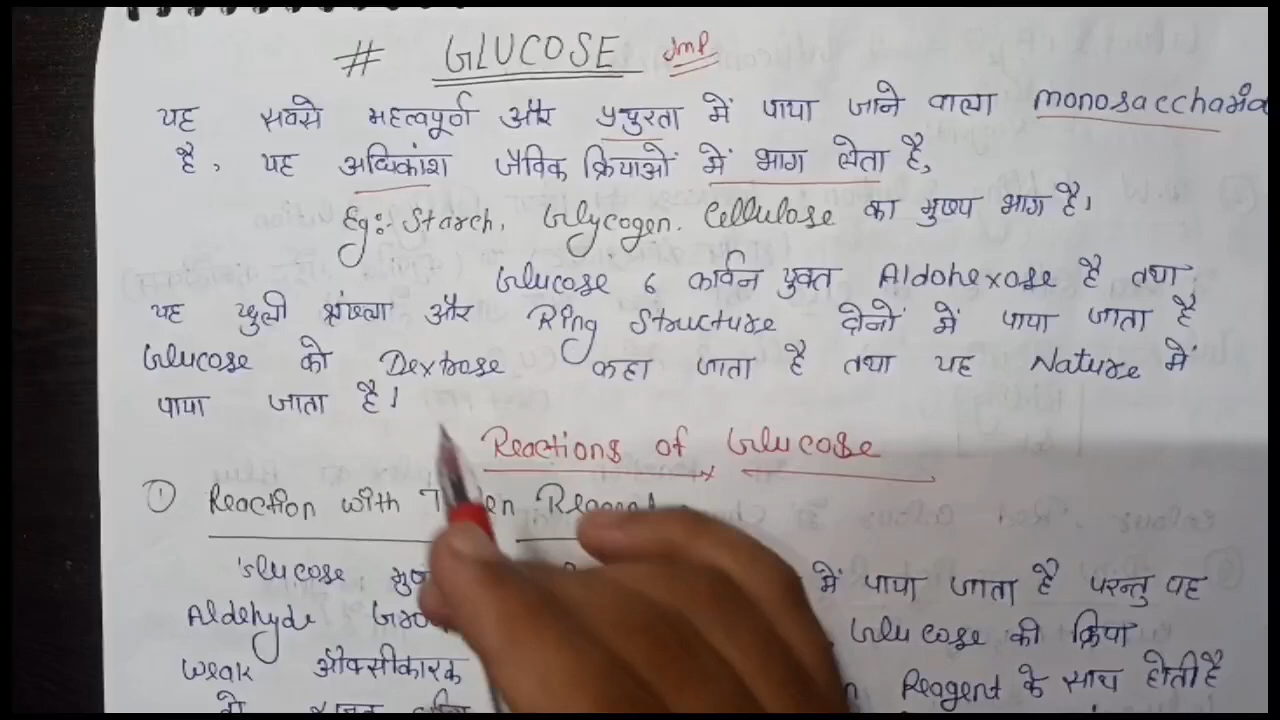 # GLUCOSE Imp
यह सबसे महत्वपूर्ण और प्रचुरता में पाया जाने वाला monosaccharid
है, यह अधिकांश जैविक क्रियाओं में भाग लेता है,
Eg:- Starch, Glycogen. Cellulose का मुख्य भाग है।
Glucose 6 कार्बन युक्त Aldohexose है तथा
यह खुली श्रंखला और Ring Structure दोनों में पाया जाता है
Glucose को Dextrose कहा जाता है तथा यह Nature में
पाया जाता है।
Reactions of Glucose
① Reaction with
Glucose में पाया जाता है परन्तु यह
Aldehyde Glucose की क्रिया
weak ऑक्सीकारक Reagent के साथ होती है